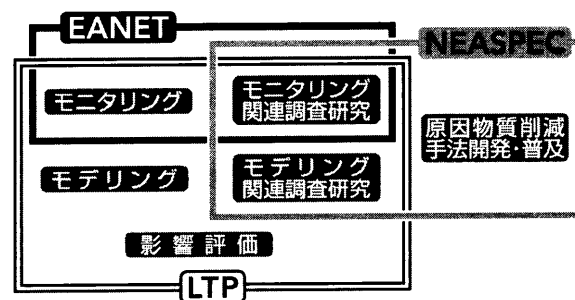 EANET
NEASPEC
モニタリング
モニタリング
関連調査研究
原因物質削減
手法開発・普及
モデリング
モデリング
関連調査研究
影響評価
LTP